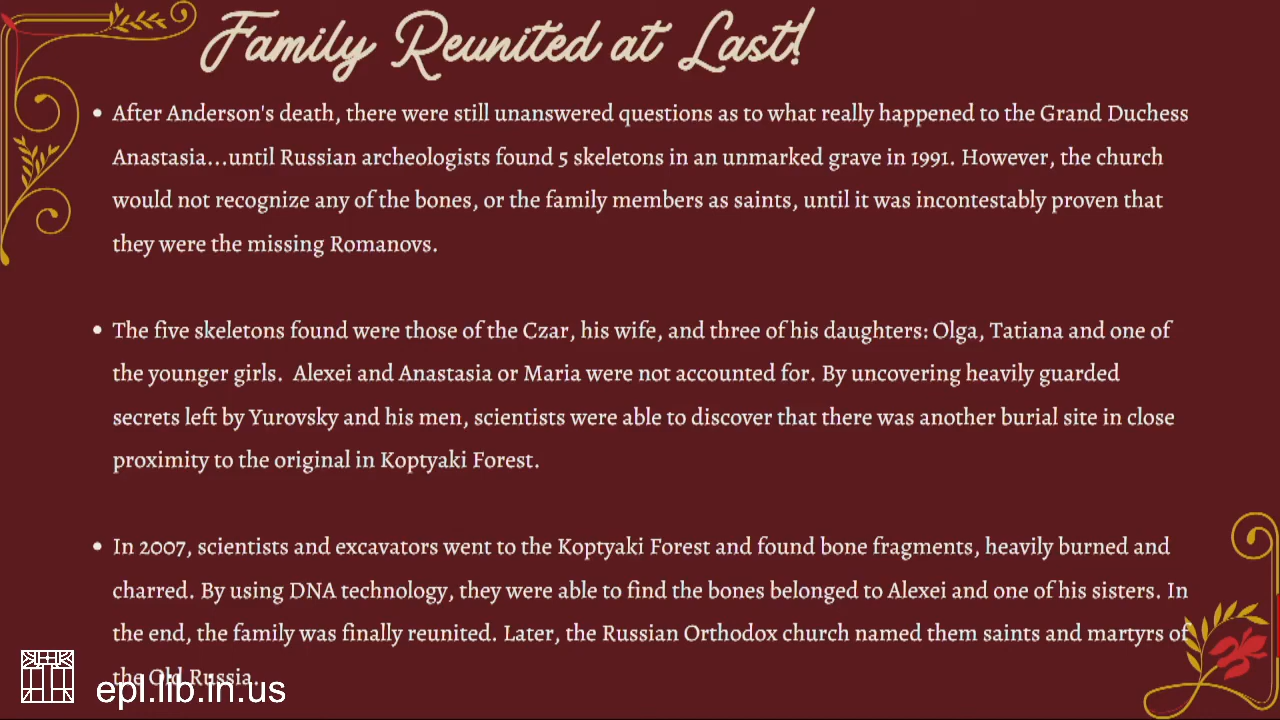 Family Reunited at Last!
• After Anderson's death, there were still unanswered questions as to what really happened to the Grand Duchess
Anastasia...until Russian archeologists found 5 skeletons in an unmarked grave in 1991. However, the church
would not recognize any of the bones, or the family members as saints, until it was incontestably proven that
they were the missing Romanovs.
• The five skeletons found were those of the Czar, his wife, and three of his daughters: Olga, Tatiana and one of
the younger girls. Alexei and Anastasia or Maria were not accounted for. By uncovering heavily guarded
secrets left by Yurovsky and his men, scientists were able to discover that there was another burial site in close
proximity to the original in Koptyaki Forest.
• In 2007, scientists and excavators went to the Koptyaki Forest and found bone fragments, heavily burned and
charred. By using DNA technology, they were able to find the bones belonged to Alexei and one of his sisters. In
the end, the family was finally reunited. Later, the Russian Orthodox church named them saints and martyrs of
the Old Russia.
epl.lib.in.us